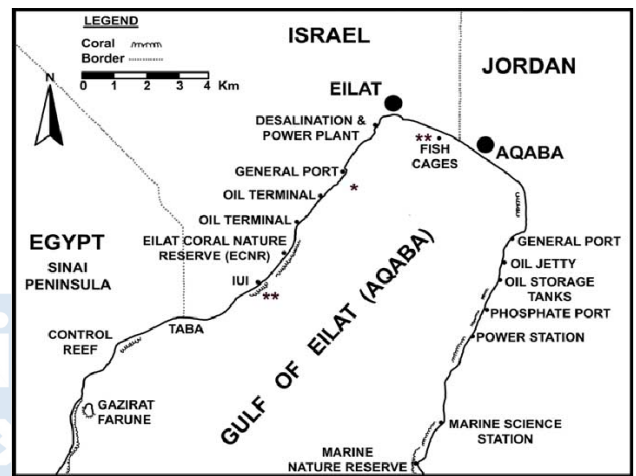 LEGEND
Coral
Border
0 1 2 3 4 Km
N
ISRAEL
JORDAN
EILAT
DESALINATION &
POWER PLANT
**
FISH
CAGES
AQABA
GENERAL PORT
*
OIL TERMINAL
OIL TERMINAL
EILAT CORAL NATURE
RESERVE (ECNR)
IUI
**
EGYPT
SINAI
PENINSULA
TABA
CONTROL
REEF
GAZIRAT
FARUNE
GULF OF EILAT (AQABA)
GENERAL PORT
OIL JETTY
OIL STORAGE
TANKS
PHOSPHATE PORT
POWER STATION
MARINE SCIENCE
STATION
MARINE
NATURE RESERVE